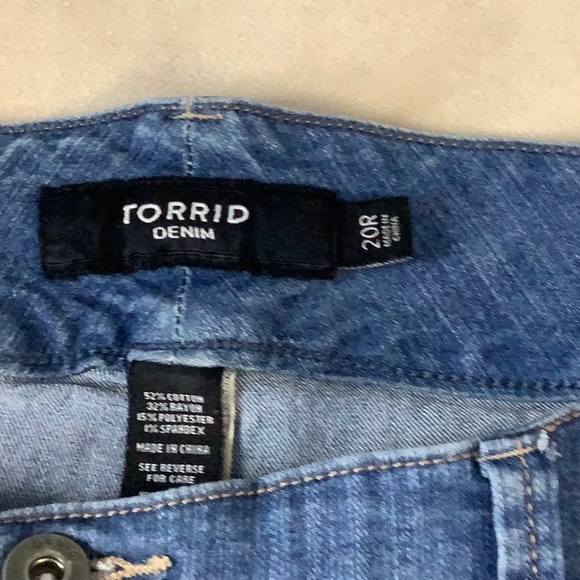 TORRID
DENIM
20R
MADE IN
CHINA
52% COTTON
32% RAYON
15% POLYESTER
1% SPANDEX
MADE IN CHINA
SEE REVERSE
FOR CARE